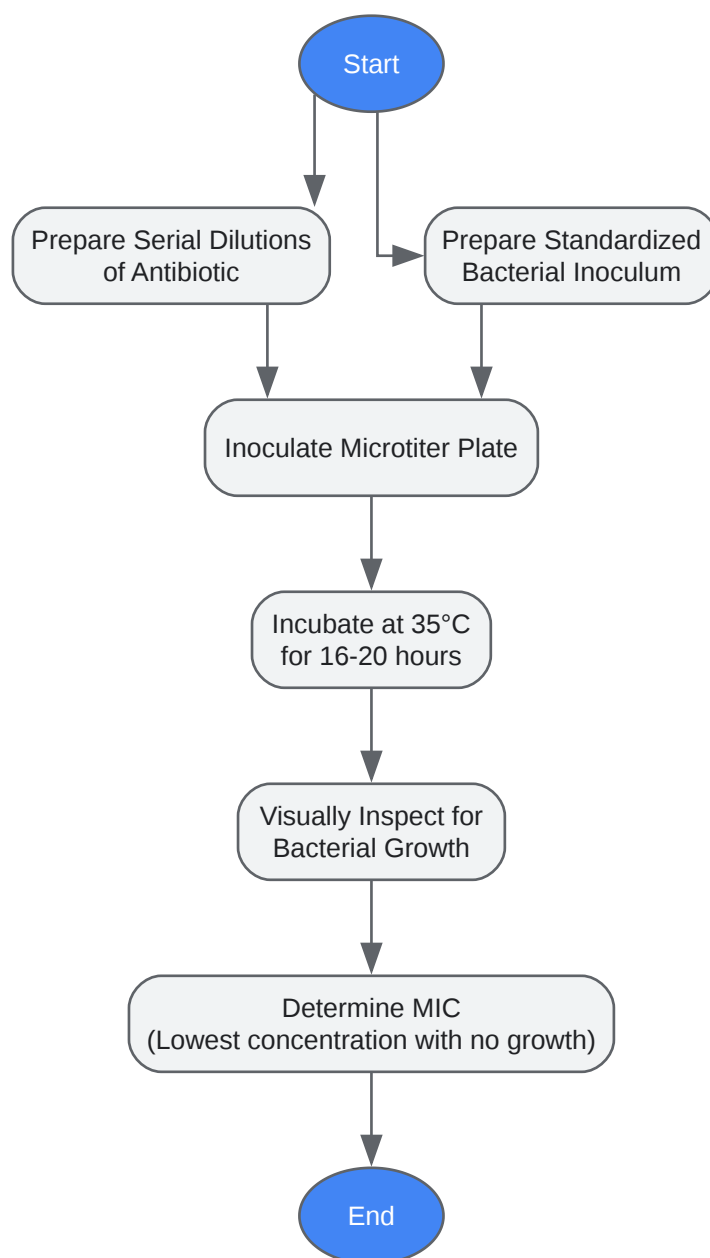 Start
Prepare Serial Dilutions
of Antibiotic
Prepare Standardized
Bacterial Inoculum
Inoculate Microtiter Plate
Incubate at 35°C
for 16-20 hours
Visually Inspect for
Bacterial Growth
Determine MIC
(Lowest concentration with no growth)
End